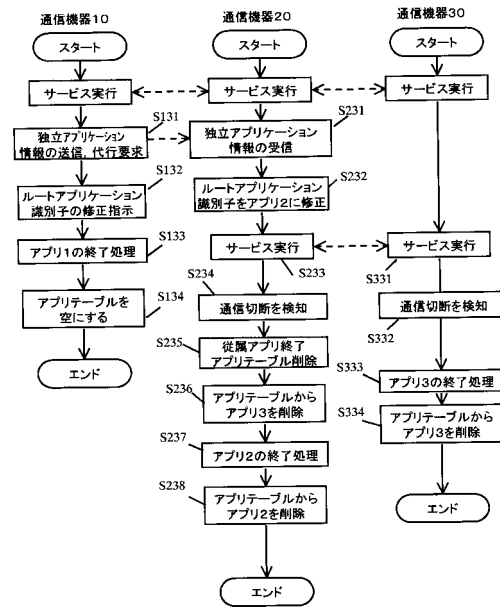 通信機器10
スタート
サービス実行
S131
独立アプリケーション
情報の送信,代行要求
S132
ルートアプリケーション
識別子の修正指示
S133
アプリ1の終了処理
S134
アプリテーブルを
空にする
エンド
通信機器20
スタート
サービス実行
S231
独立アプリケーション
情報の受信
S232
ルートアプリケーション
識別子をアプリ2に修正
サービス実行
S233
S234
通信切断を検知
S235
従属アプリ終了
アプリテーブル削除
S236
アプリテーブルから
アプリ3を削除
S237
アプリ2の終了処理
S238
アプリテーブルから
アプリ2を削除
エンド
通信機器30
スタート
サービス実行
サービス実行
S331
通信切断を検知
S332
S333
アプリ3の終了処理
S334
アプリテーブルから
アプリ3を削除
エンド